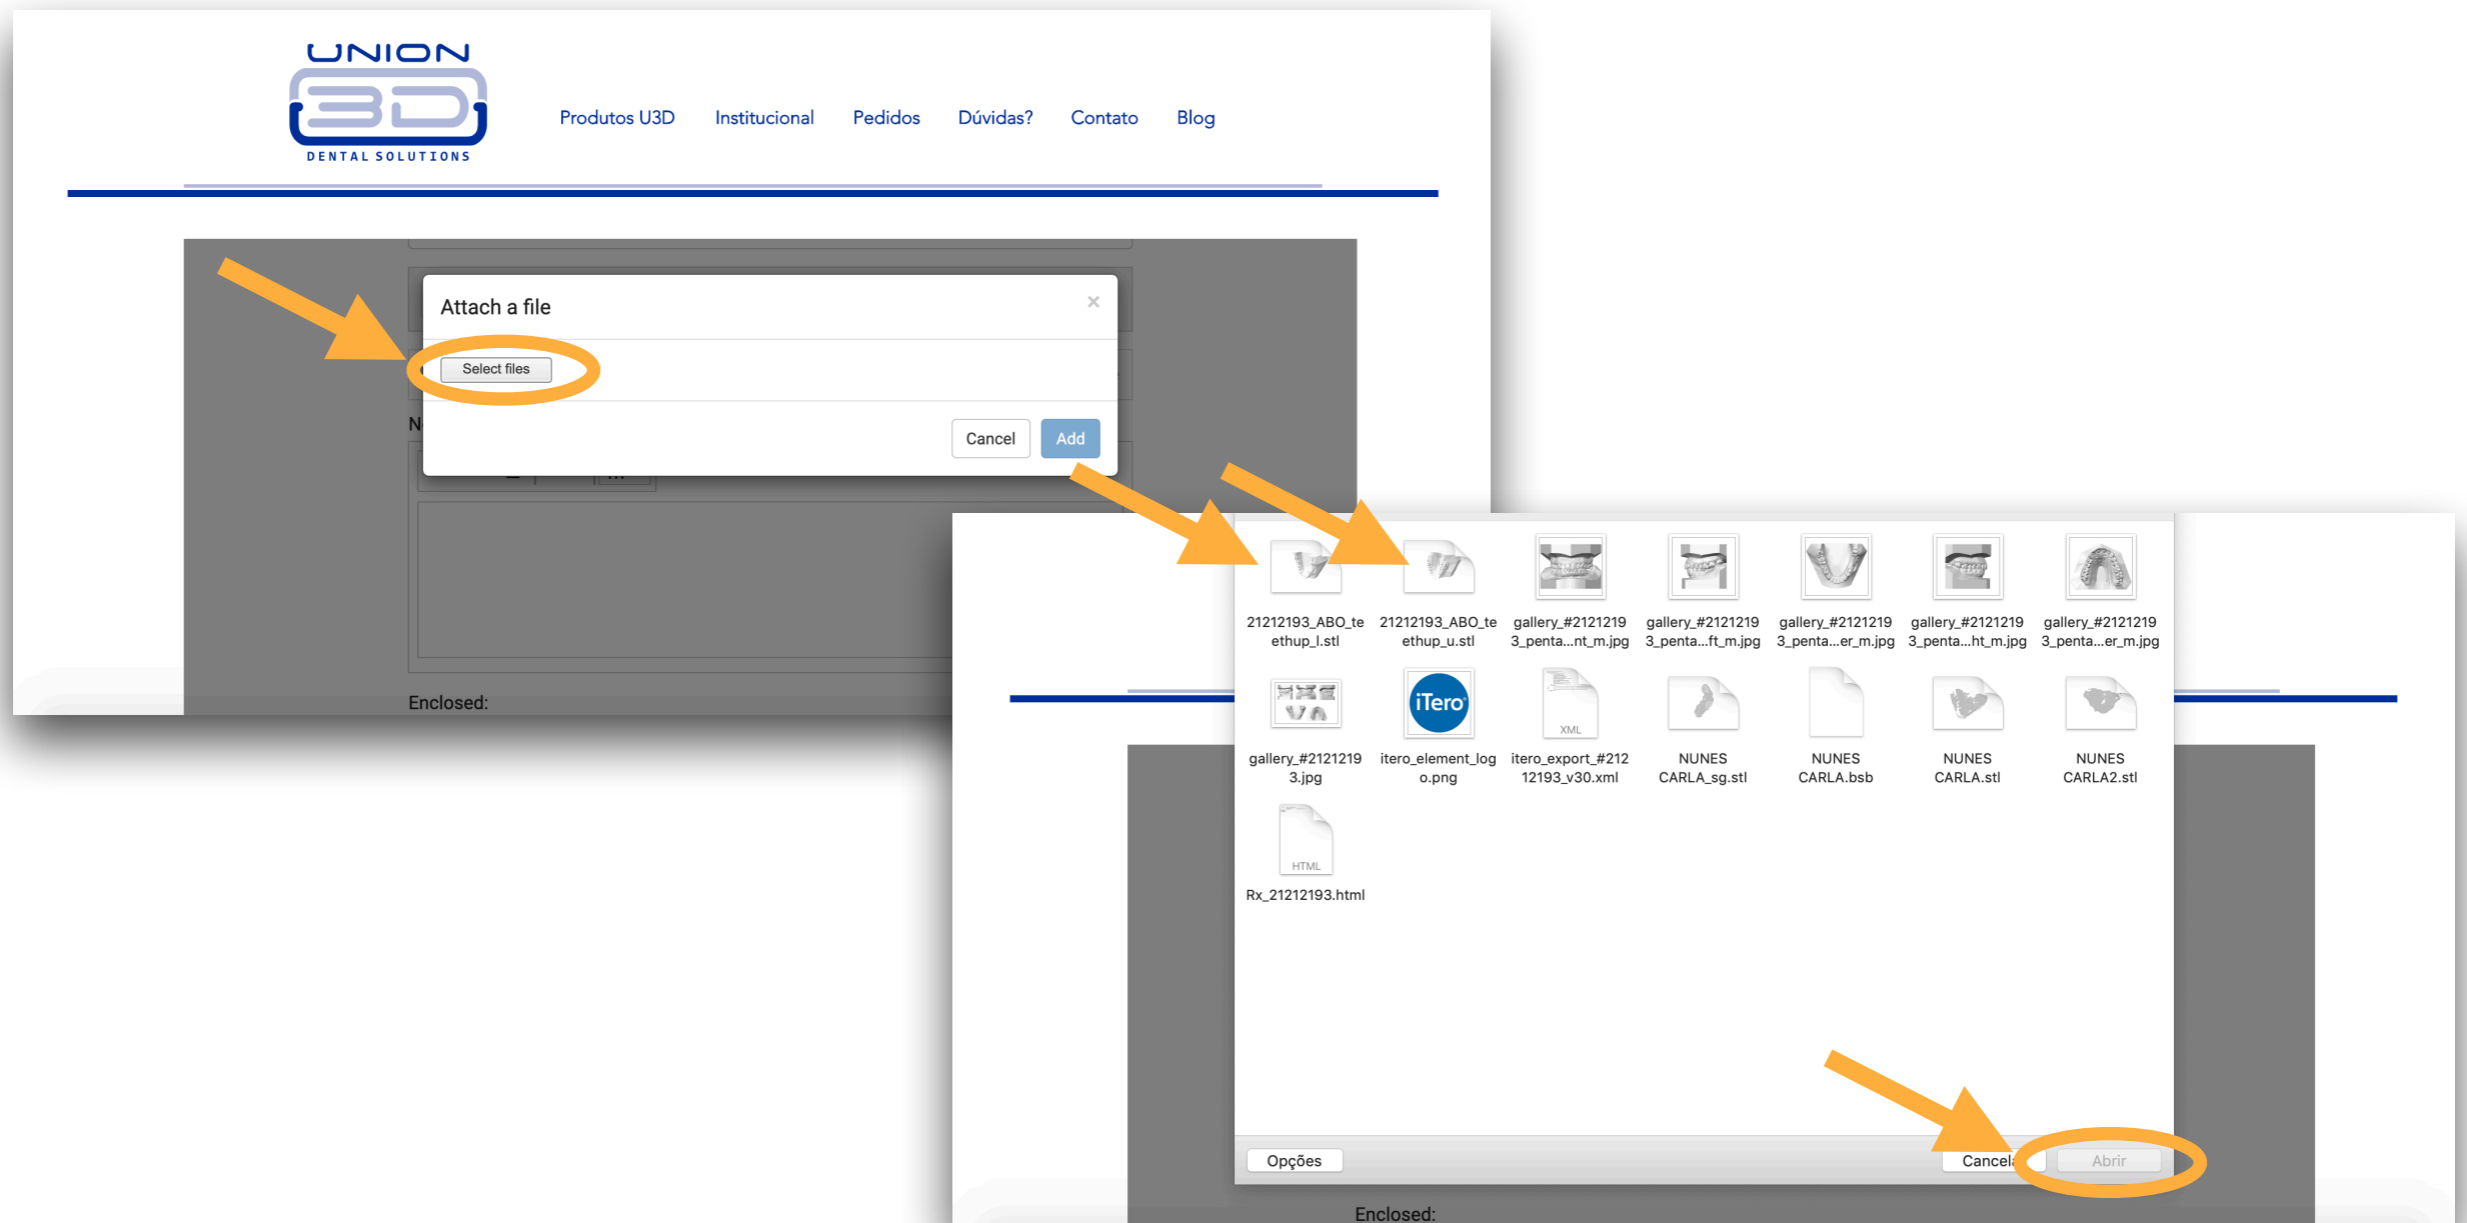 UNION
3D
DENTAL SOLUTIONS
Produtos U3D Institucional Pedidos Dúvidas? Contato Blog
Attach a file
×
Select files
Cancel Add
N
...
Enclosed:
21212193_ABO_te
ethup_l.stl
21212193_ABO_te
ethup_u.stl
gallery_#2121219
3_penta...nt_m.jpg
gallery_#2121219
3_penta...ft_m.jpg
gallery_#2121219
3_penta...er_m.jpg
gallery_#2121219
3_penta...ht_m.jpg
gallery_#2121219
3_penta...er_m.jpg
iTero
XML
gallery_#2121219
3.jpg
itero_element_log
o.png
itero_export_#212
12193_v30.xml
NUNES
CARLA_sg.stl
NUNES
CARLA.bsb
NUNES
CARLA.stl
NUNES
CARLA2.stl
HTML
Rx_21212193.html
Opções Cancela Abrir
Enclosed: